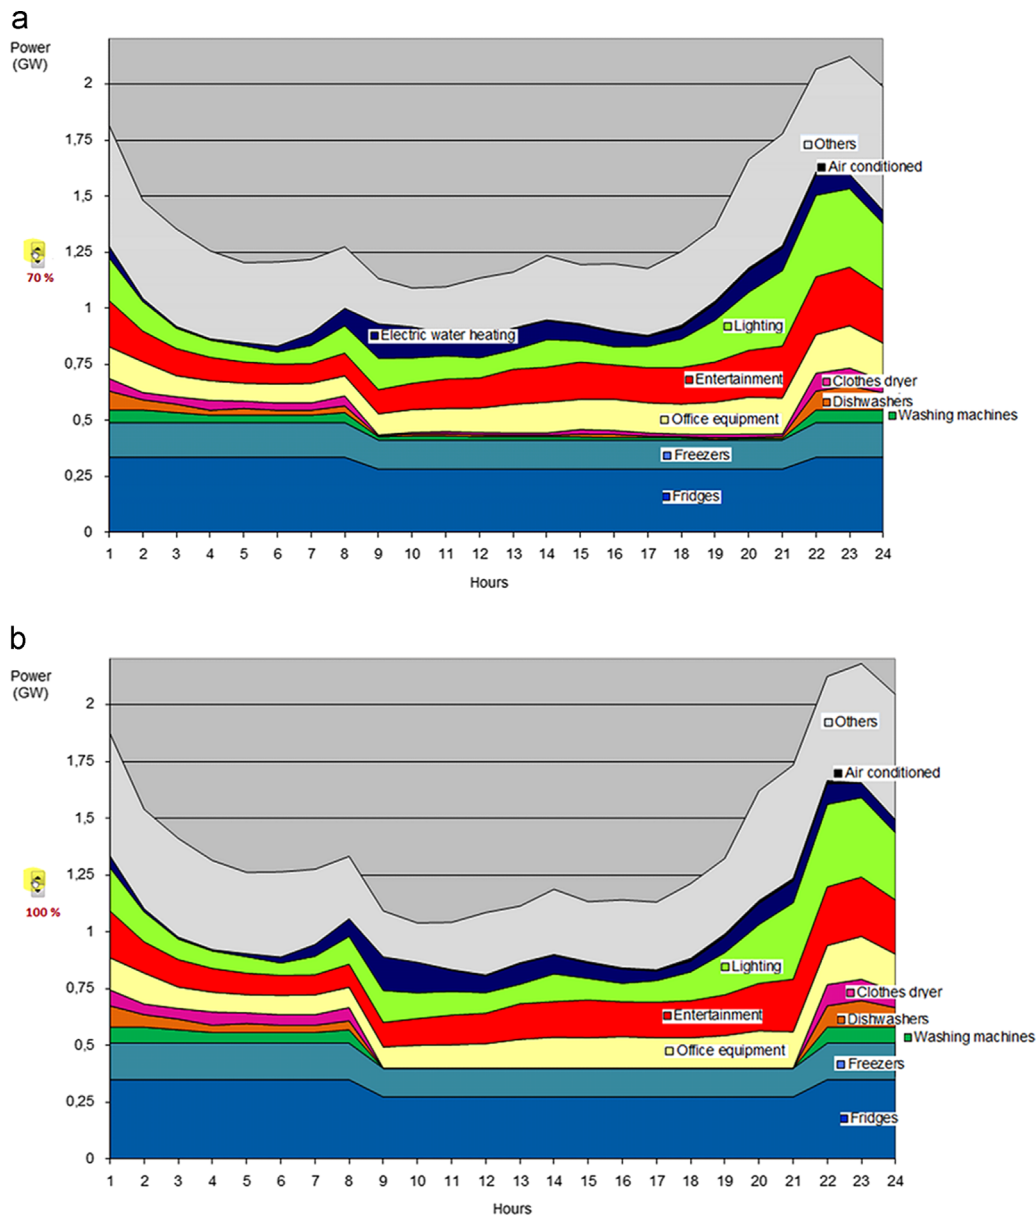 a
Power
(GW)
2
1,75
1,5
1,25
1
0,75
0,5
0,25
0
70 %
Others
Air conditioned
Electric water heating
Lighting
Entertainment
Clothes dryer
Dishwashers
Washing machines
Office equipment
Freezers
Fridges
1 2 3 4 5 6 7 8 9 10 11 12 13 14 15 16 17 18 19 20 21 22 23 24
Hours
b
Power
(GW)
2
1,75
1,5
1,25
1
0,75
0,5
0,25
0
100 %
Others
Air conditioned
Lighting
Clothes dryer
Entertainment
Dishwashers
Washing machines
Office equipment
Freezers
Fridges
1 2 3 4 5 6 7 8 9 10 11 12 13 14 15 16 17 18 19 20 21 22 23 24
Hours